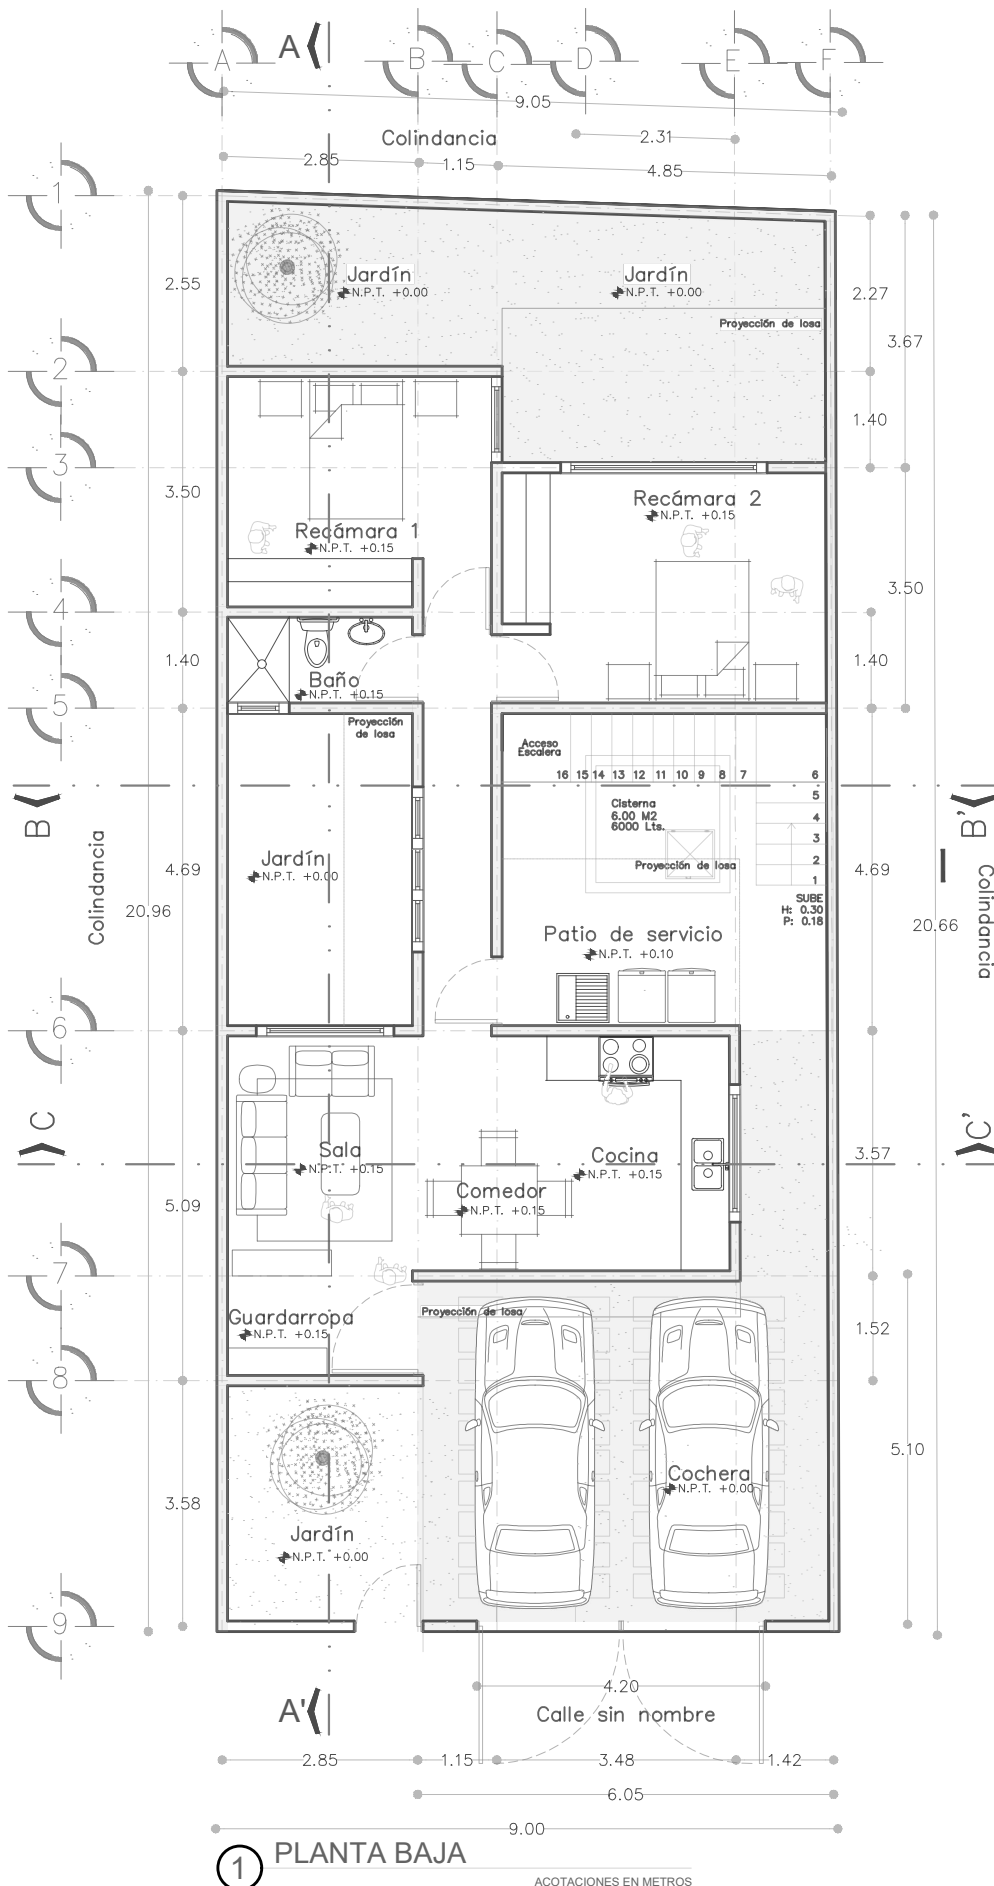 A
A
B
C
D
E
F
9.05
Colindancia
2.31
2.85
1.15
4.85
1
2.55
Jardín
N.P.T. +0.00
Jardín
N.P.T. +0.00
2.27
Proyección de losa
3.67
2
1.40
3
3.50
Recámara 2
N.P.T. +0.15
Recámara 1
N.P.T. +0.15
3.50
4
1.40
1.40
Baño
N.P.T. +0.15
5
Proyección
de losa
Acceso
Escalera
16 15 14 13 12 11 10 9 8 7 6
5
4
3
2
1
Cisterna
6.00 M2
6000 Lts.
B
B'
Colindancia
Colindancia
Jardín
N.P.T. +0.00
4.69
4.69
Proyección de losa
SUBE
H: 0.30
P: 0.18
20.96
20.66
Patio de servicio
N.P.T. +0.10
6
C
C'
Sala
N.P.T. +0.15
Cocina
N.P.T. +0.15
3.57
Comedor
N.P.T. +0.15
5.09
7
Guardarropa
N.P.T. +0.15
Proyección de losa
1.52
8
5.10
Cochera
N.P.T. +0.00
3.58
Jardín
N.P.T. +0.00
9
4.20
A'
Calle sin nombre
2.85
1.15
3.48
1.42
6.05
9.00
1
PLANTA BAJA
ACOTACIONES EN METROS